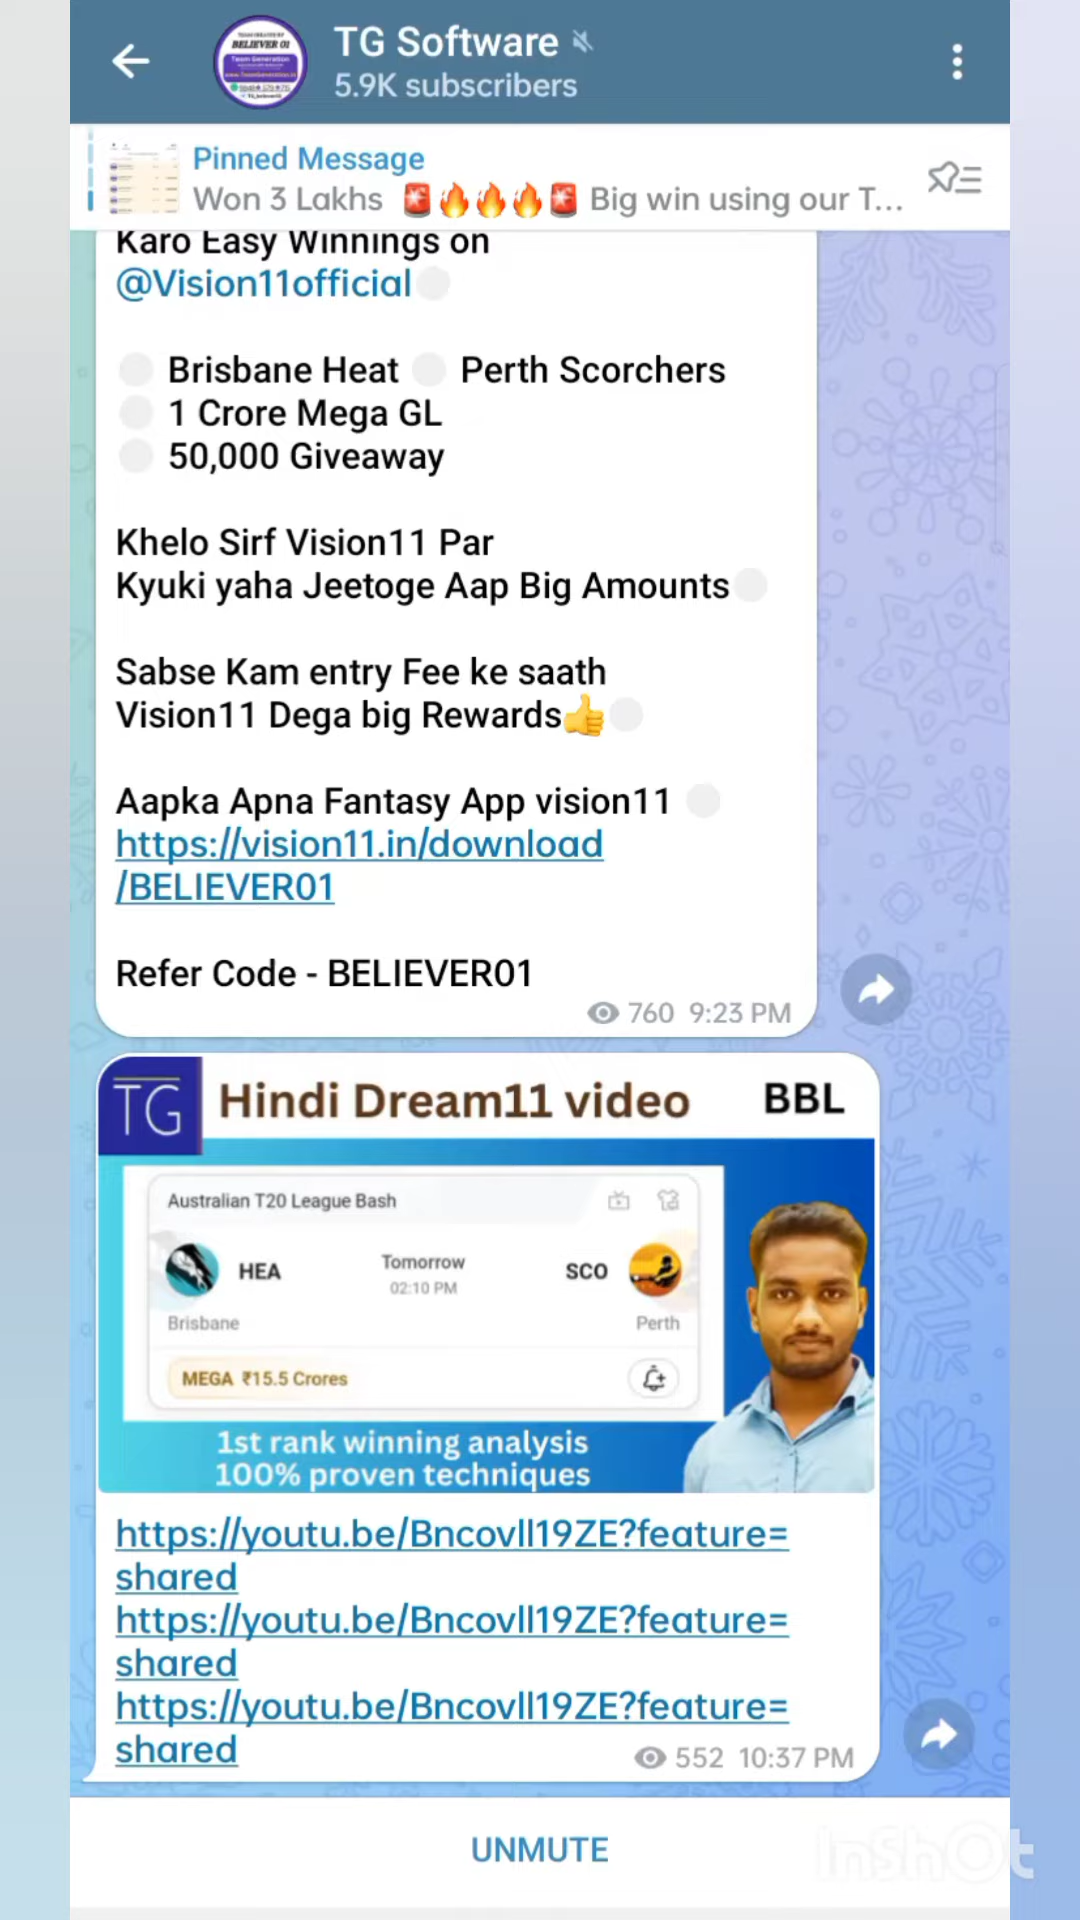 TG Software
5.9K subscribers
BELIEVER 01
Team Generation
Pinned Message
Won 3 Lakhs 🚨🔥🔥🔥🚨 Big win using our T...
Karo Easy Winnings on
@Vision11official
Brisbane Heat Perth Scorchers
1 Crore Mega GL
50,000 Giveaway
Khelo Sirf Vision11 Par
Kyuki yaha Jeetoge Aap Big Amounts
Sabse Kam entry Fee ke saath
Vision11 Dega big Rewards👍
Aapka Apna Fantasy App vision11
https://vision11.in/download
/BELIEVER01
Refer Code - BELIEVER01
760 9:23 PM
TG Hindi Dream11 video BBL
Australian T20 League Bash
HEA Tomorrow SCO
02:10 PM
Brisbane Perth
MEGA ₹15.5 Crores
1st rank winning analysis
100% proven techniques
https://youtu.be/Bncovll19ZE?feature=
shared
https://youtu.be/Bncovll19ZE?feature=
shared
https://youtu.be/Bncovll19ZE?feature=
shared
552 10:37 PM
UNMUTE
InShOt